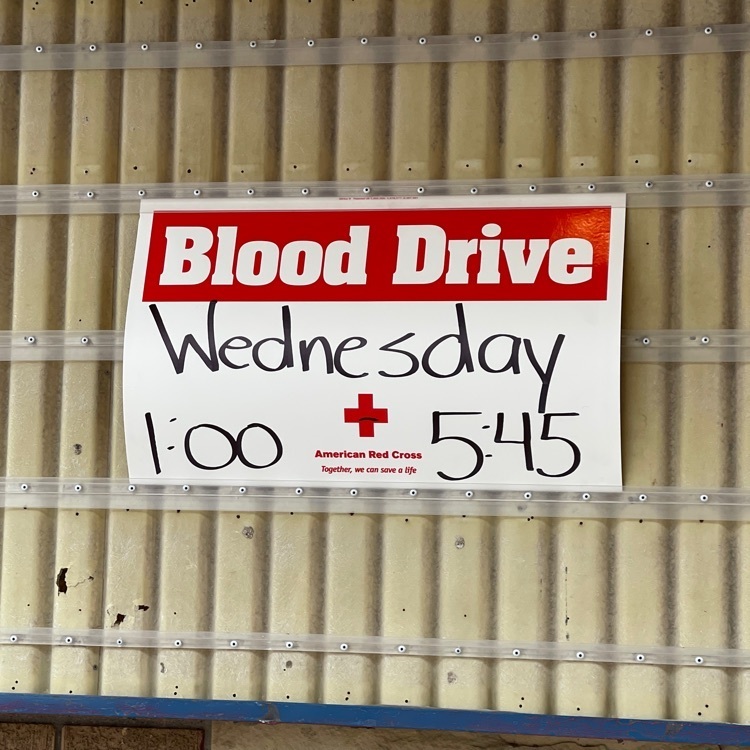 Blood Drive
Wednesday
1:00 5:45
American Red Cross
Together, we can save a life